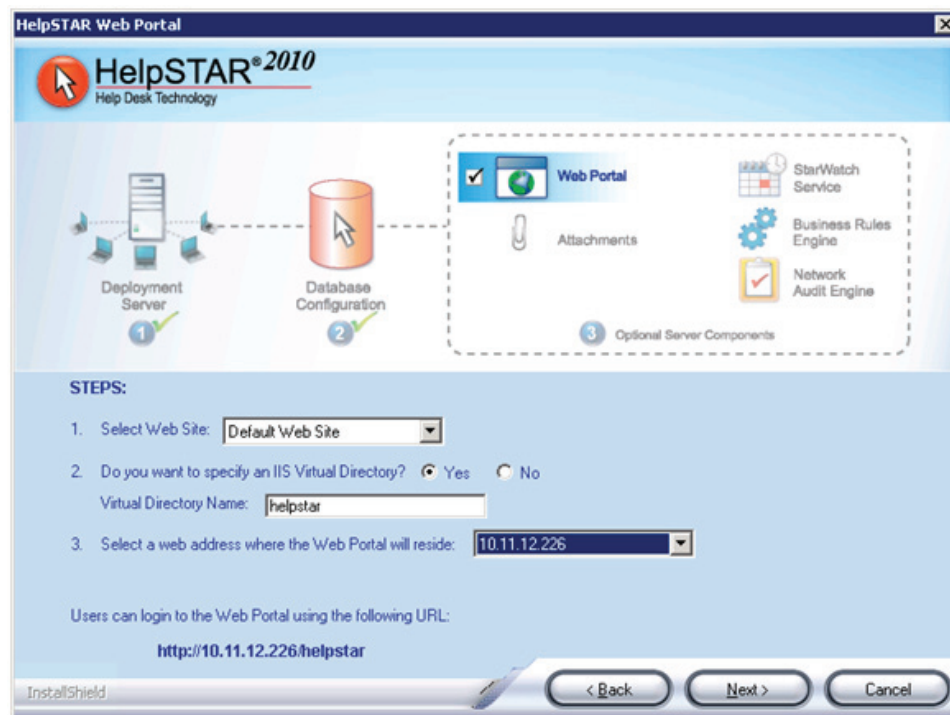 HelpSTAR Web Portal
HelpSTAR® 2010
Help Desk Technology
Web Portal
StarWatch
Service
Attachments
Business Rules
Engine
Network
Audit Engine
Deployment
Server
1
Database
Configuration
2
3 Optional Server Components
STEPS:
1. Select Web Site: Default Web Site
2. Do you want to specify an IIS Virtual Directory? Yes No
Virtual Directory Name: helpstar
3. Select a web address where the Web Portal will reside: 10.11.12.226
Users can login to the Web Portal using the following URL:
http://10.11.12.226/helpstar
InstallShield
< Back
Next >
Cancel